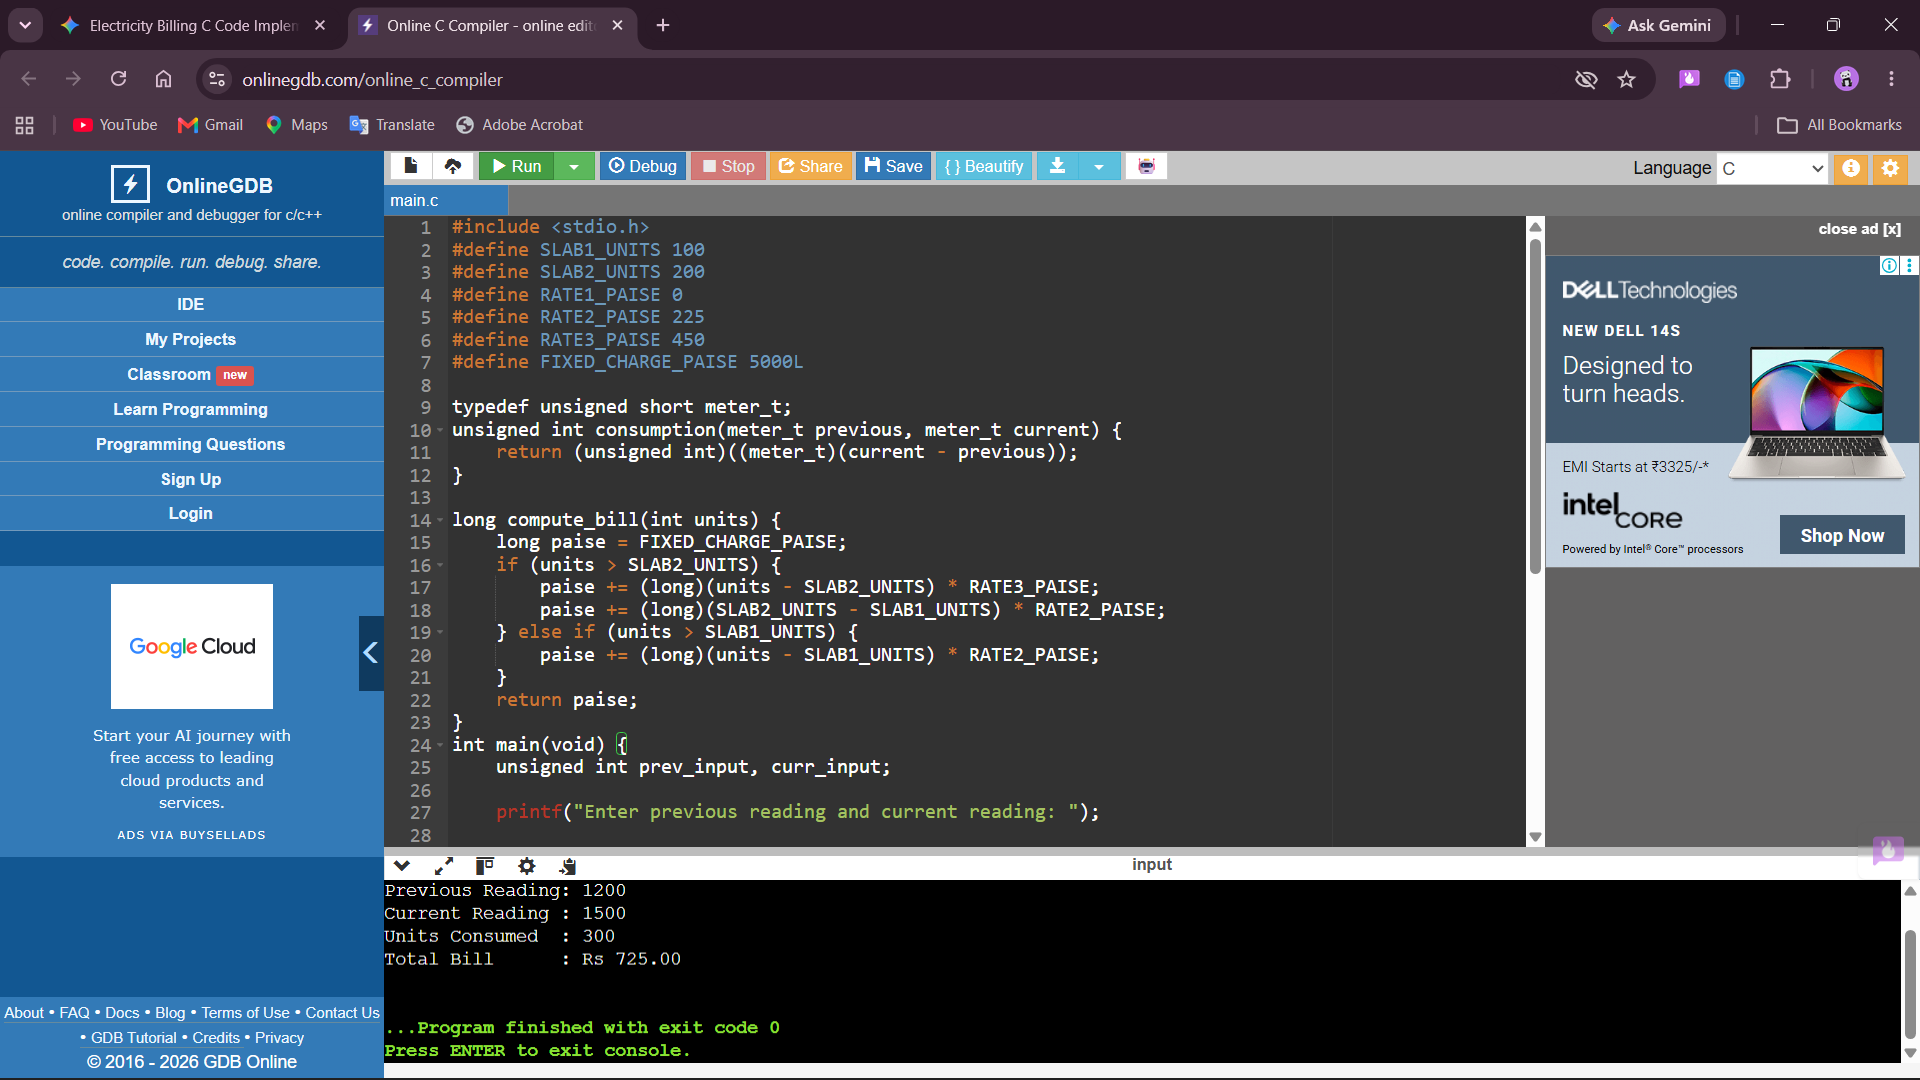 Electricity Billing C Code Implem
Online C Compiler - online edit
Ask Gemini
onlinegdb.com/online_c_compiler
YouTube
Gmail
Maps
Translate
Adobe Acrobat
All Bookmarks
OnlineGDB
online compiler and debugger for c/c++
code. compile. run. debug. share.
IDE
My Projects
Classroom new
Learn Programming
Programming Questions
Sign Up
Login
Google Cloud
Start your AI journey with
free access to leading
cloud products and
services.
ADS VIA BUYSELLADS
About • FAQ • Docs • Blog • Terms of Use • Contact Us
• GDB Tutorial • Credits • Privacy
© 2016 - 2026 GDB Online
Run
Debug
Stop
Share
Save
{ } Beautify
Language C
main.c
1 #include <stdio.h>
2 #define SLAB1_UNITS 100
3 #define SLAB2_UNITS 200
4 #define RATE1_PAISE 0
5 #define RATE2_PAISE 225
6 #define RATE3_PAISE 450
7 #define FIXED_CHARGE_PAISE 5000L
8
9 typedef unsigned short meter_t;
10 unsigned int consumption(meter_t previous, meter_t current) {
11 return (unsigned int)((meter_t)(current - previous));
12 }
13
14 long compute_bill(int units) {
15 long paise = FIXED_CHARGE_PAISE;
16 if (units > SLAB2_UNITS) {
17 paise += (long)(units - SLAB2_UNITS) * RATE3_PAISE;
18 paise += (long)(SLAB2_UNITS - SLAB1_UNITS) * RATE2_PAISE;
19 } else if (units > SLAB1_UNITS) {
20 paise += (long)(units - SLAB1_UNITS) * RATE2_PAISE;
21 }
22 return paise;
23 }
24 int main(void) {
25 unsigned int prev_input, curr_input;
26
27 printf("Enter previous reading and current reading: ");
28
close ad [x]
DELLTechnologies
NEW DELL 14S
Designed to
turn heads.
EMI Starts at ₹3325/-*
intel
CORE
Powered by Intel® Core™ processors
Shop Now
input
Previous Reading: 1200
Current Reading : 1500
Units Consumed : 300
Total Bill : Rs 725.00
...Program finished with exit code 0
Press ENTER to exit console.